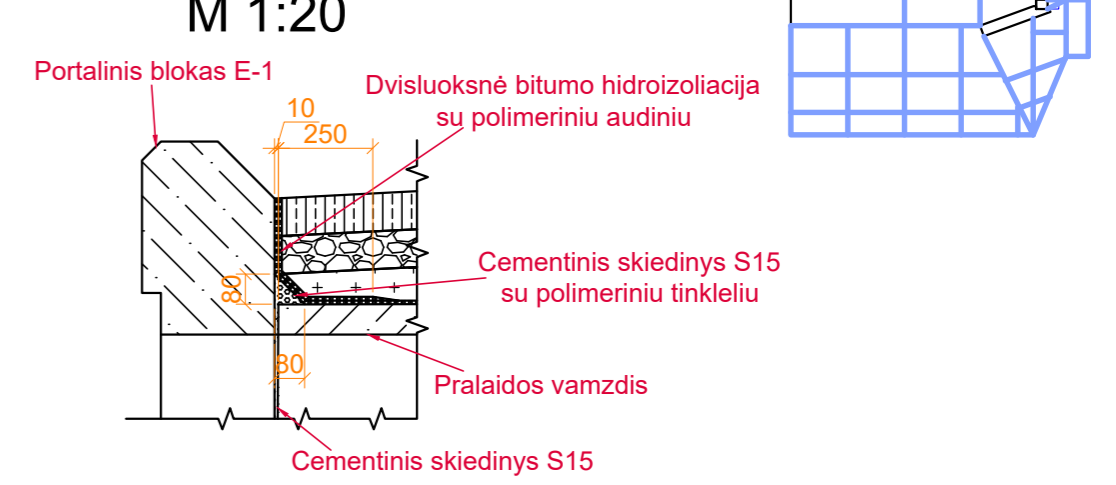 M 1:20
Portalinis blokas E-1
Dvisluoksnė bitumo hidroizoliacija
su polimeriniu audiniu
10
250
Cementinis skiedinys S15
su polimeriniu tinkleliu
80
80
Pralaidos vamzdis
Cementinis skiedinys S15